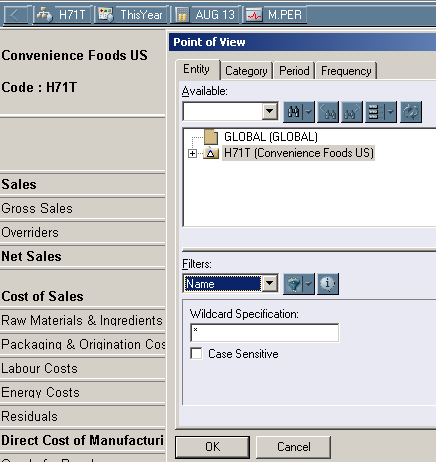 H71T ThisYear AUG 13 M.PER
Convenience Foods US
Code : H71T
Sales
Gross Sales
Overriders
Net Sales
Cost of Sales
Raw Materials & Ingredients
Packaging & Origination Cos
Labour Costs
Energy Costs
Residuals
Direct Cost of Manufacturi
Point of View
Entity Category Period Frequency
Available:
GLOBAL (GLOBAL)
H71T (Convenience Foods US)
Filters:
Name
Wildcard Specification:
*
Case Sensitive
OK Cancel